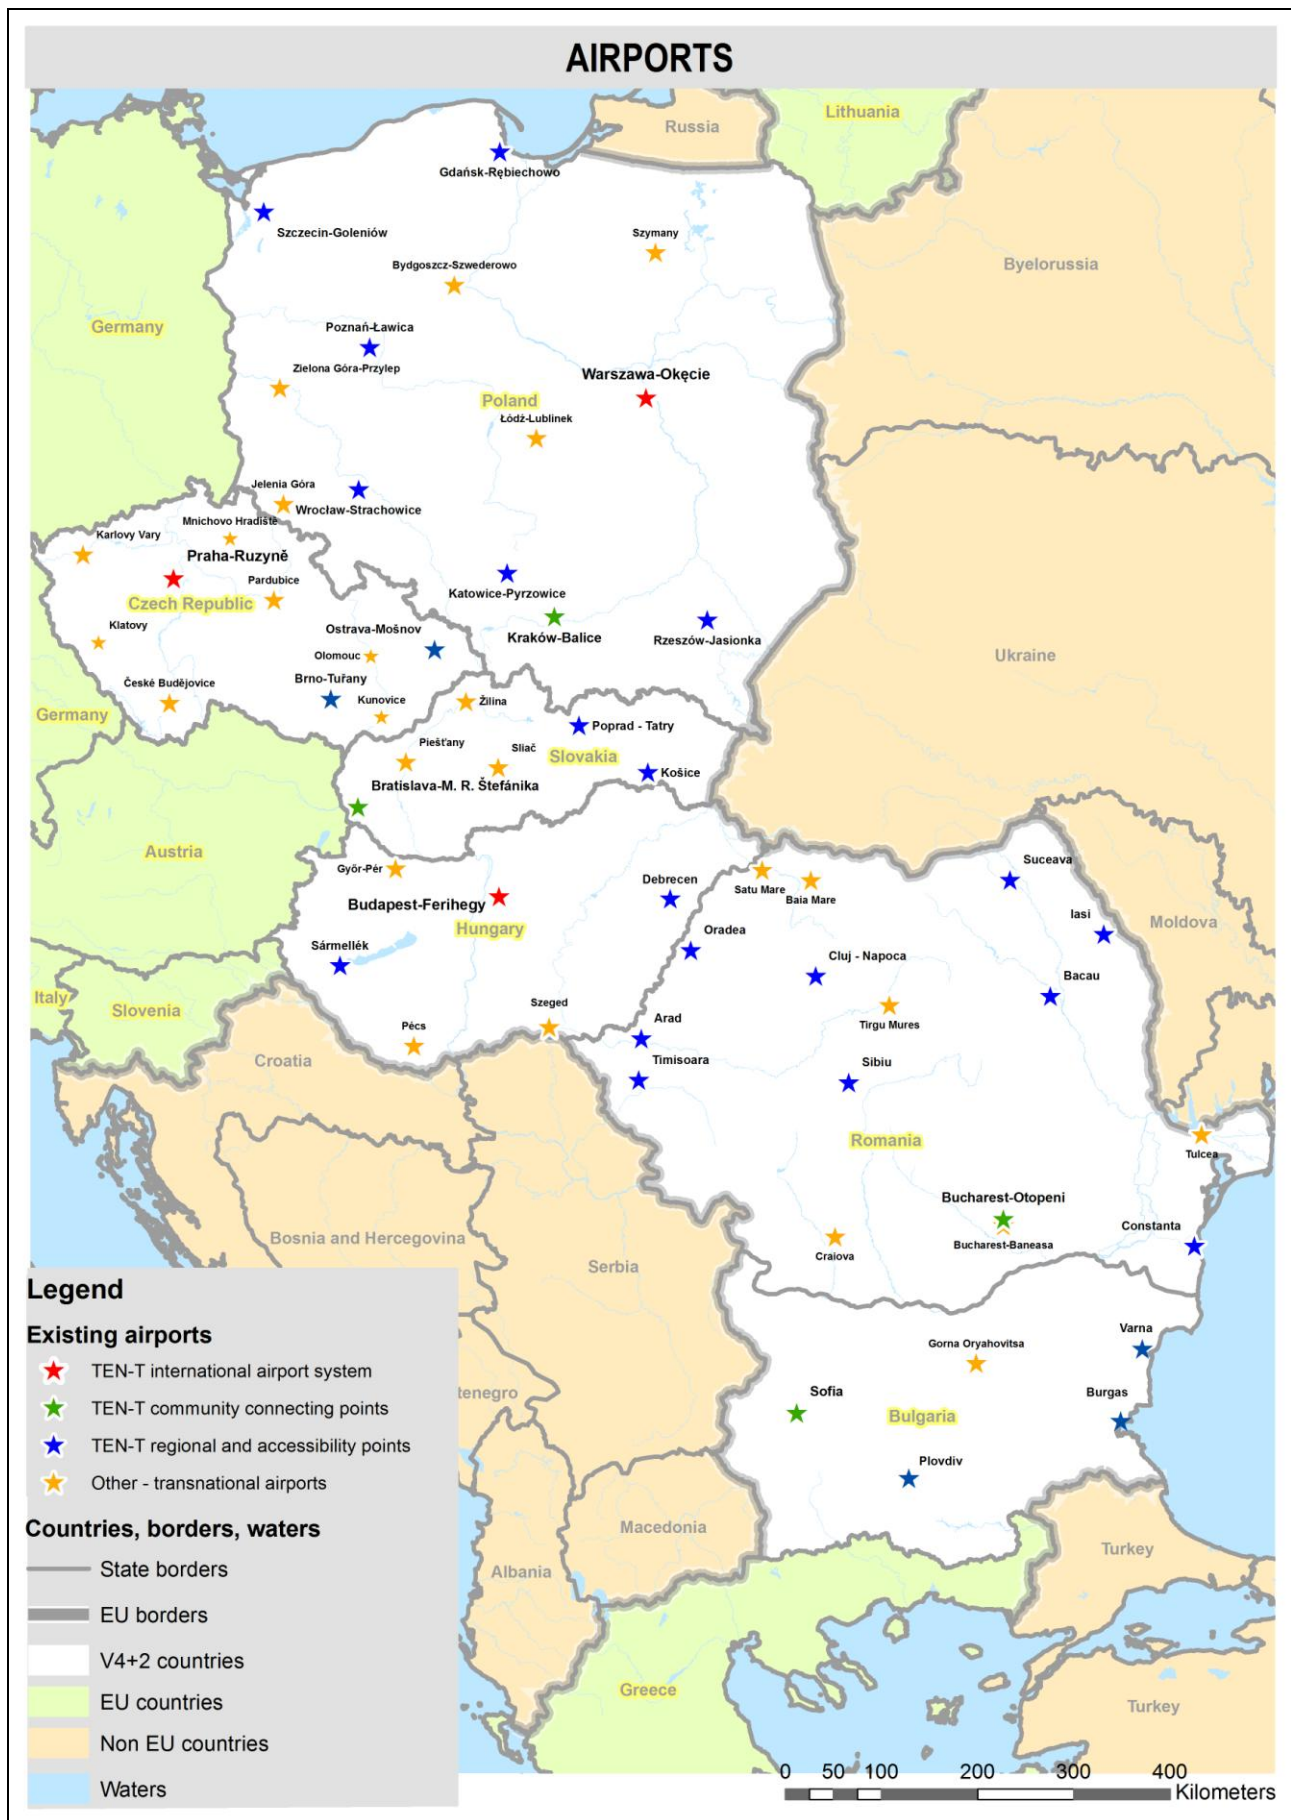 AIRPORTS
Lithuania
Russia
Gdańsk-Rębiechowo
Szczecin-Goleniów
Szymany
Bydgoszcz-Szwederowo
Byelorussia
Germany
Poznań-Ławica
Zielona Góra-Przylep
Warszawa-Okęcie
Poland
Łódź-Lublinek
Jelenia Góra
Wrocław-Strachowice
Mnichovo Hradiště
Karlovy Vary
Praha-Ruzyně
Pardubice
Katowice-Pyrzowice
Czech Republic
Klatovy
Ostrava-Mošnov
Kraków-Balice
Rzeszów-Jasionka
Olomouc
Ukraine
České Budějovice
Brno-Tuřany
Kunovice
Žilina
Germany
Poprad - Tatry
Piešťany
Sliač
Slovakia
Košice
Bratislava-M. R. Štefánika
Austria
Suceava
Győr-Pér
Debrecen
Satu Mare
Baia Mare
Budapest-Ferihegy
Iasi
Moldova
Hungary
Oradea
Sármellék
Cluj - Napoca
Bacau
Italy
Slovenia
Szeged
Arad
Tirgu Mures
Pécs
Croatia
Timisoara
Sibiu
Romania
Tulcea
Bucharest-Otopeni
Constanta
Bosnia and Hercegovina
Craiova
Bucharest-Baneasa
Serbia
Varna
Gorna Oryahovitsa
Sofia
Burgas
Bulgaria
Plovdiv
tenegro
Macedonia
Albania
Turkey
Greece
Turkey
Legend
Existing airports
TEN-T international airport system
TEN-T community connecting points
TEN-T regional and accessibility points
Other - transnational airports
Countries, borders, waters
State borders
EU borders
V4+2 countries
EU countries
Non EU countries
Waters
0 50 100 200 300 400
Kilometers